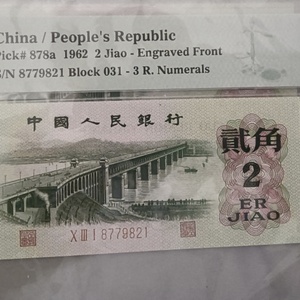 China / People's Republic
Pick# 878a 1962 2 Jiao - Engraved Front
S/N 8779821 Block 031 - 3 R. Numerals
中國人民銀行
貳角
2
ER
JIAO
X III I 8779821